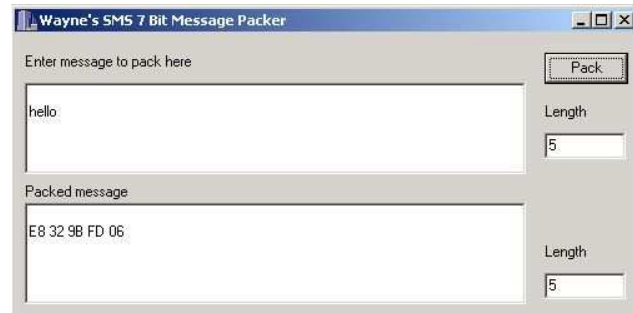 Wayne's SMS 7 Bit Message Packer
Enter message to pack here
Pack
hello
Length
5
Packed message
E8 32 9B FD 06
Length
5